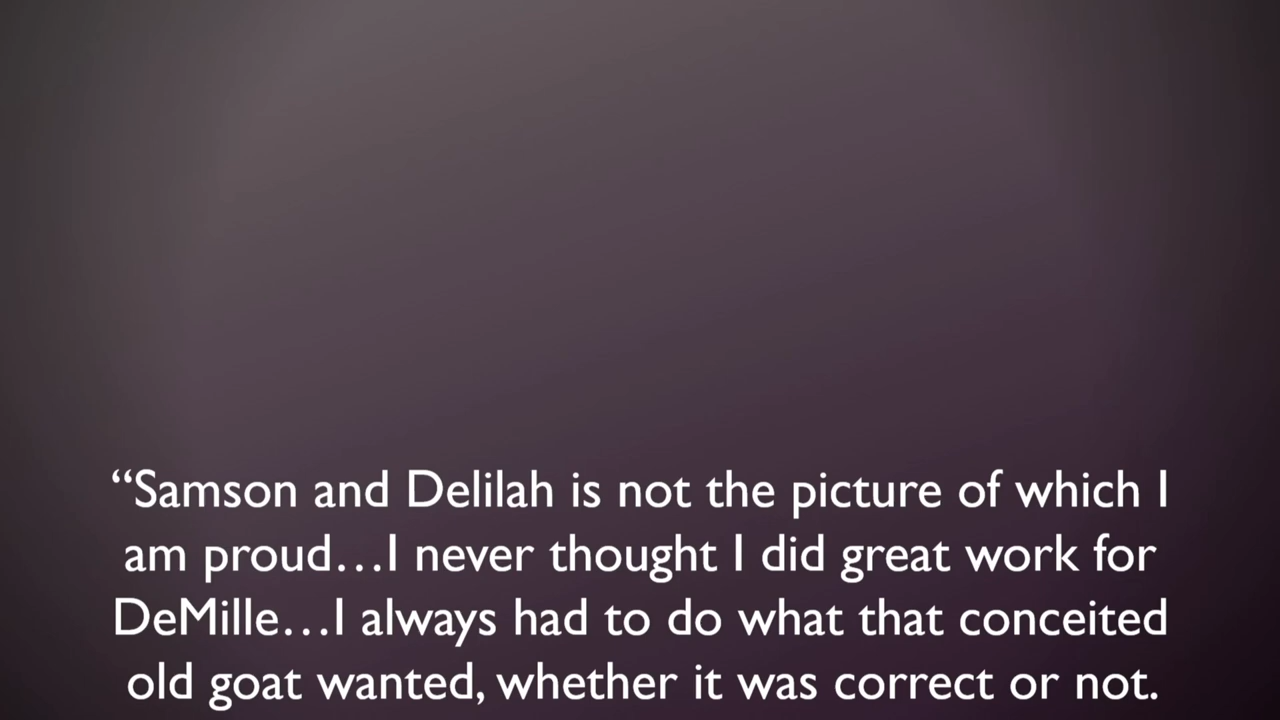 “Samson and Delilah is not the picture of which I
am proud…I never thought I did great work for
DeMille…I always had to do what that conceited
old goat wanted, whether it was correct or not.